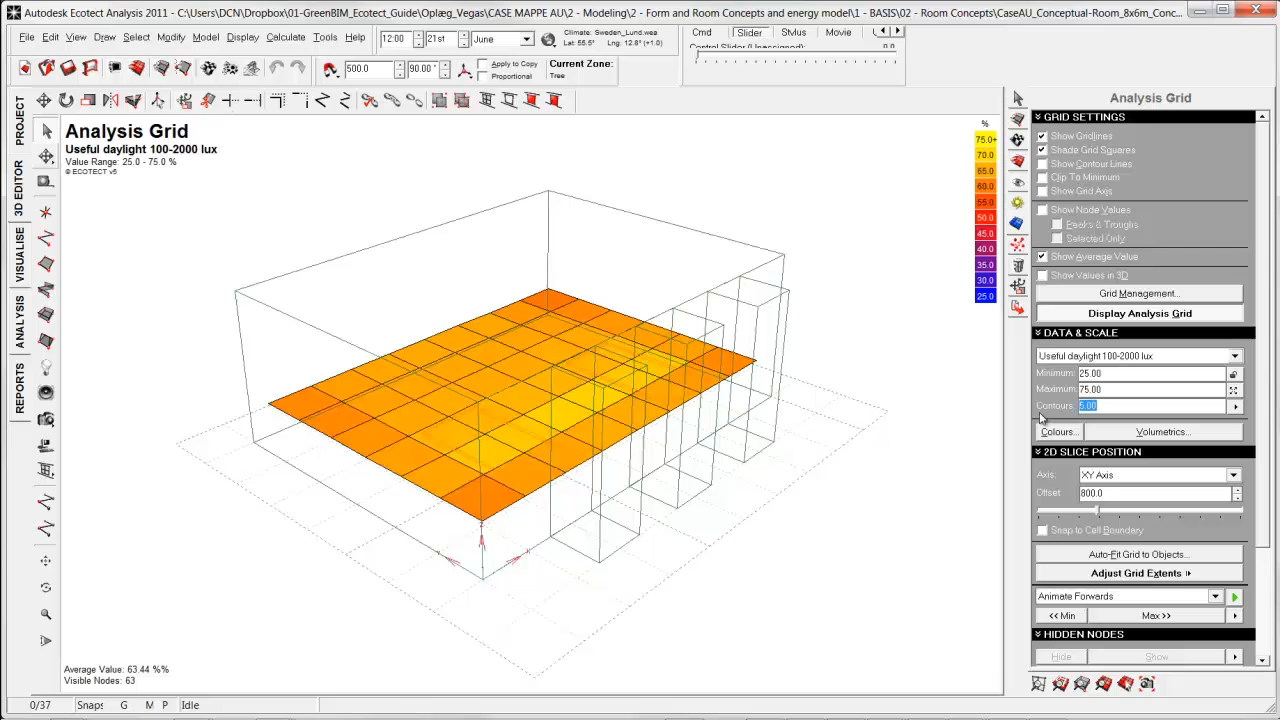 Autodesk Ecotect Analysis 2011 - C:\Users\DCN\Dropbox\01-GreenBIM_Ecotect_Guide\Opbyg_Vegas\CASE MAPPE AU\2 - Modeling\2 - Form and Room Concepts and energy model\1 - BASIS\02 - Room Concepts\CaseAU_Conceptual-Room_8x6m_Conc...
File Edit View Draw Select Modify Model Display Calculate Tools Help
12:00 21st June
Climate: Sweden_Lund.wea
Lat: 55.5° Lng: 12.8° (+1.0)
Cmd Slider Stylus Movie
Control Slider (Unassigned): 0.0
500.0 90.00 °
Apply to Copy
Proportional
Current Zone:
Tree
PROJECT
3D EDITOR
VISUALISE
ANALYSIS
REPORTS
Analysis Grid
Useful daylight 100-2000 lux
Value Range: 25.0 - 75.0 %
© ECOTECT v5
%
75.0+
70.0
65.0
60.0
55.0
50.0
45.0
40.0
35.0
30.0
25.0
Average Value: 63.44 %%
Visible Nodes: 63
Analysis Grid
GRID SETTINGS
Show Gridlines
Shade Grid Squares
Show Contour Lines
Clip To Minimum
Show Grid Axis
Show Node Values
Peaks & Troughs
Selected Only
Show Average Value
Show Values in 3D
Grid Management...
Display Analysis Grid
DATA & SCALE
Useful daylight 100-2000 lux
Minimum: 25.00
Maximum: 75.00
Contours: 5.00
Colours... Volumetrics...
2D SLICE POSITION
Axis: XY Axis
Offset: 800.0
Snap to Cell Boundary
Auto-Fit Grid to Objects...
Adjust Grid Extents
Animate Forwards
<< Min Max >>
HIDDEN NODES
Hide Show
0/37 Snaps G M P Idle